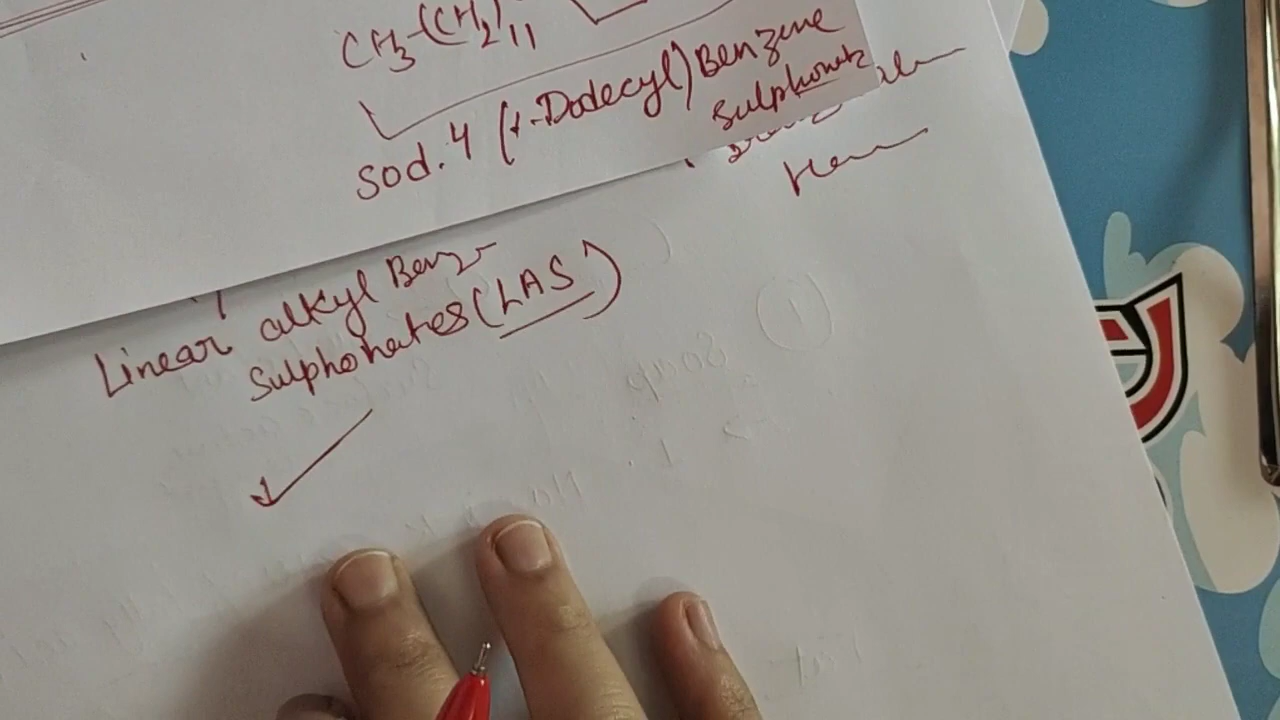 CH3-(CH2)11
Sod. 4 (1-Dodecyl) Benzene
Sulphonate
Linear alkyl Benz
Sulphonates (LAS)